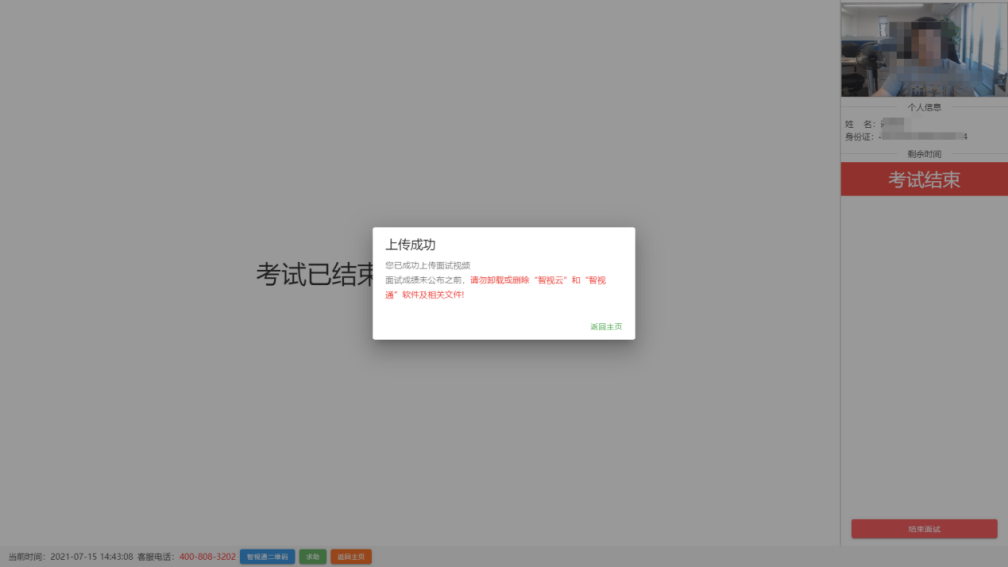 个人信息
姓 名：
身份证： 4
剩余时间
考试结束
上传成功
您已成功上传面试视频
面试成绩未公布之前，请勿卸载或删除“智视云”和“智视
通”软件及相关文件!
返回主页
考试已结束
结束面试
当前时间：2021-07-15 14:43:08 客服电话：400-808-3202 智视通二维码 求助 返回主页